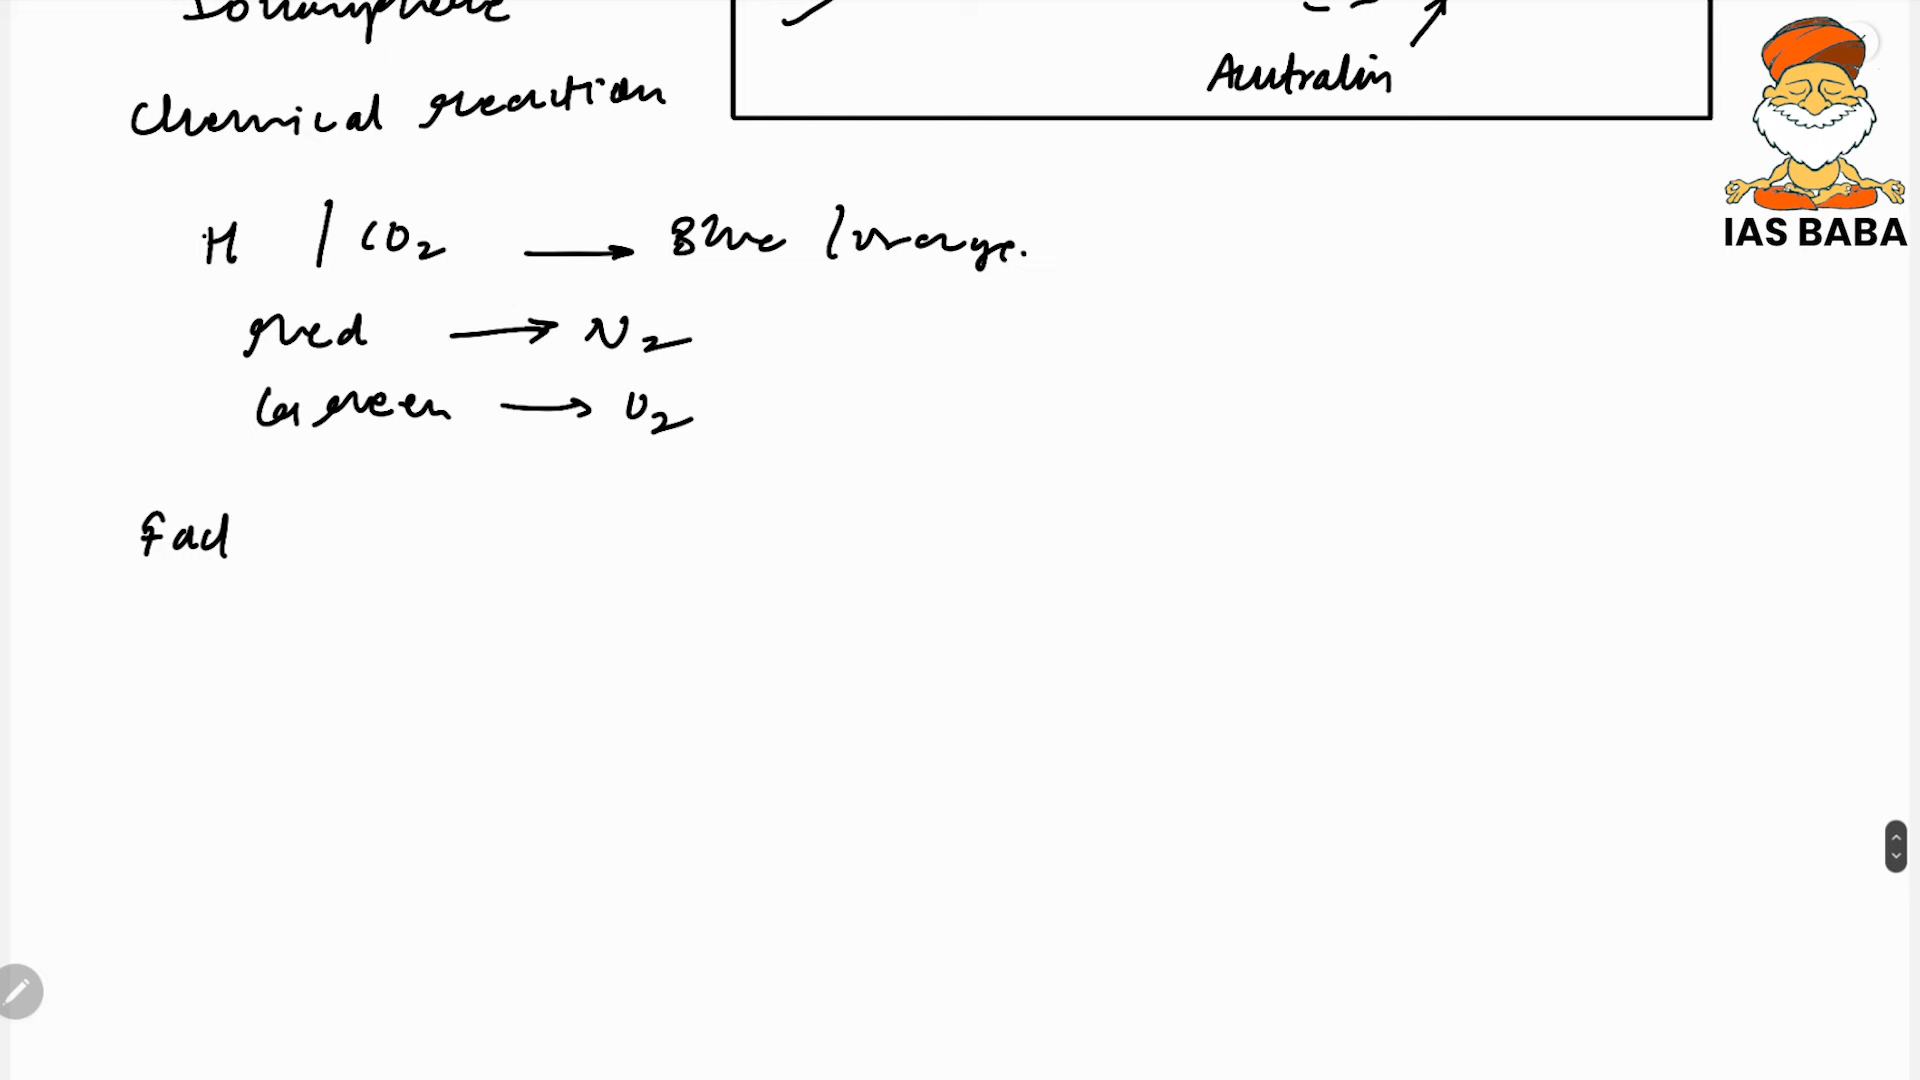 Ionosphere
Chemical reaction
Australia
H / CO2 → Blue / orange.
red → N2
Green → O2
Fad
IAS BABA